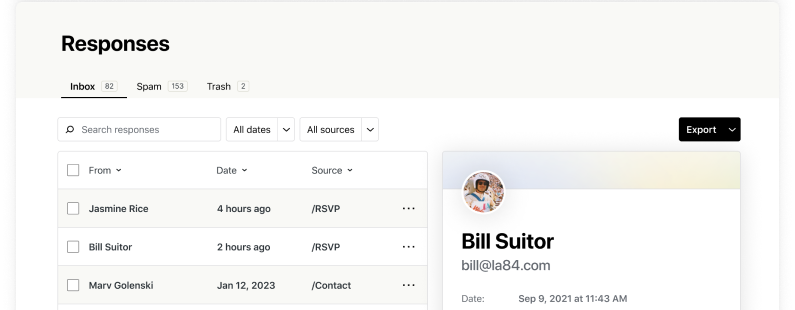 Responses
Inbox 82 Spam 153 Trash 2
Search responses All dates All sources Export
From Date Source
Jasmine Rice 4 hours ago /RSVP
Bill Suitor 2 hours ago /RSVP
Marv Golenski Jan 12, 2023 /Contact
Bill Suitor
bill@la84.com
Date: Sep 9, 2021 at 11:43 AM